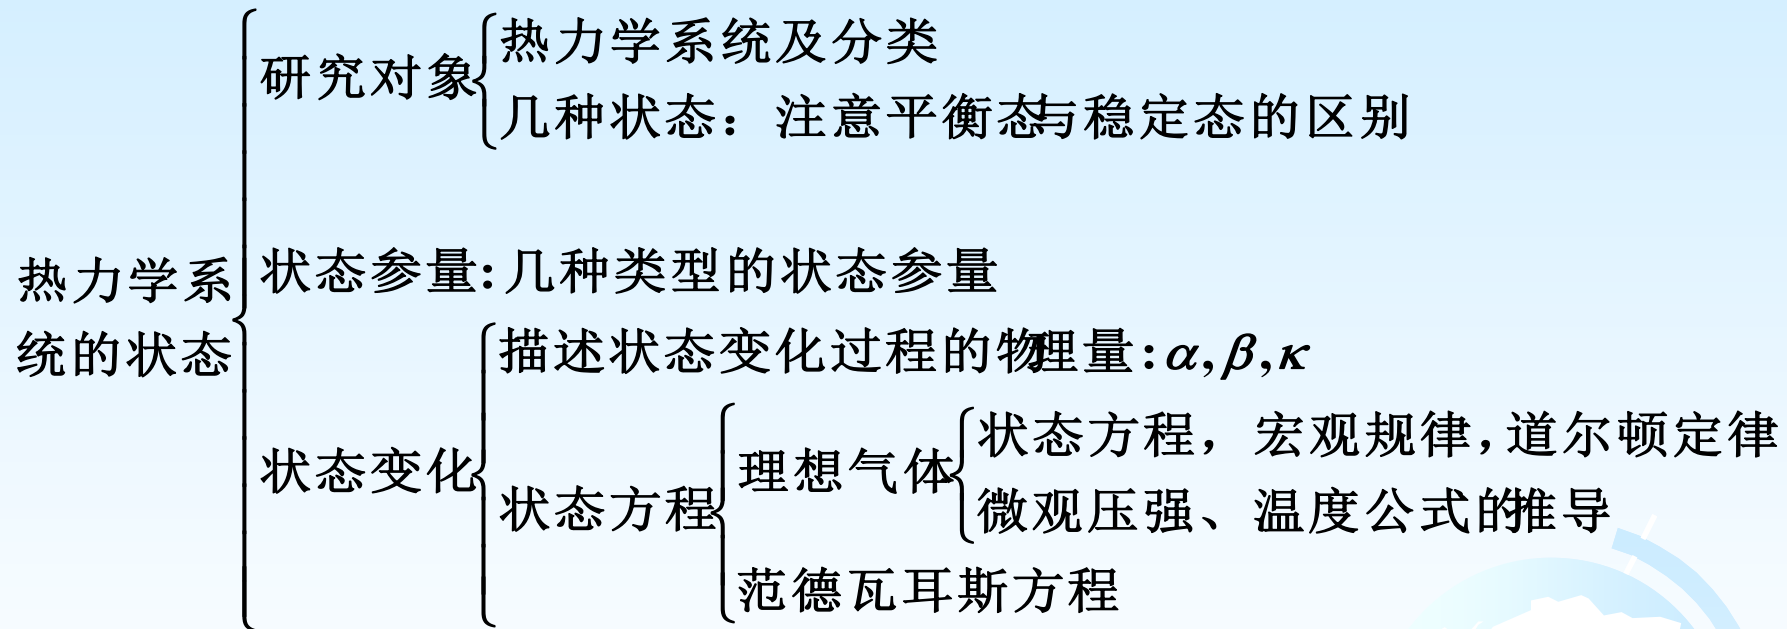 热力学系统的状态
研究对象
热力学系统及分类
几种状态：注意平衡态与稳定态的区别
状态参量:几种类型的状态参量
状态变化
描述状态变化过程的物理量:α,β,κ
状态方程
理想气体
状态方程，宏观规律,道尔顿定律
微观压强、温度公式的推导
范德瓦耳斯方程